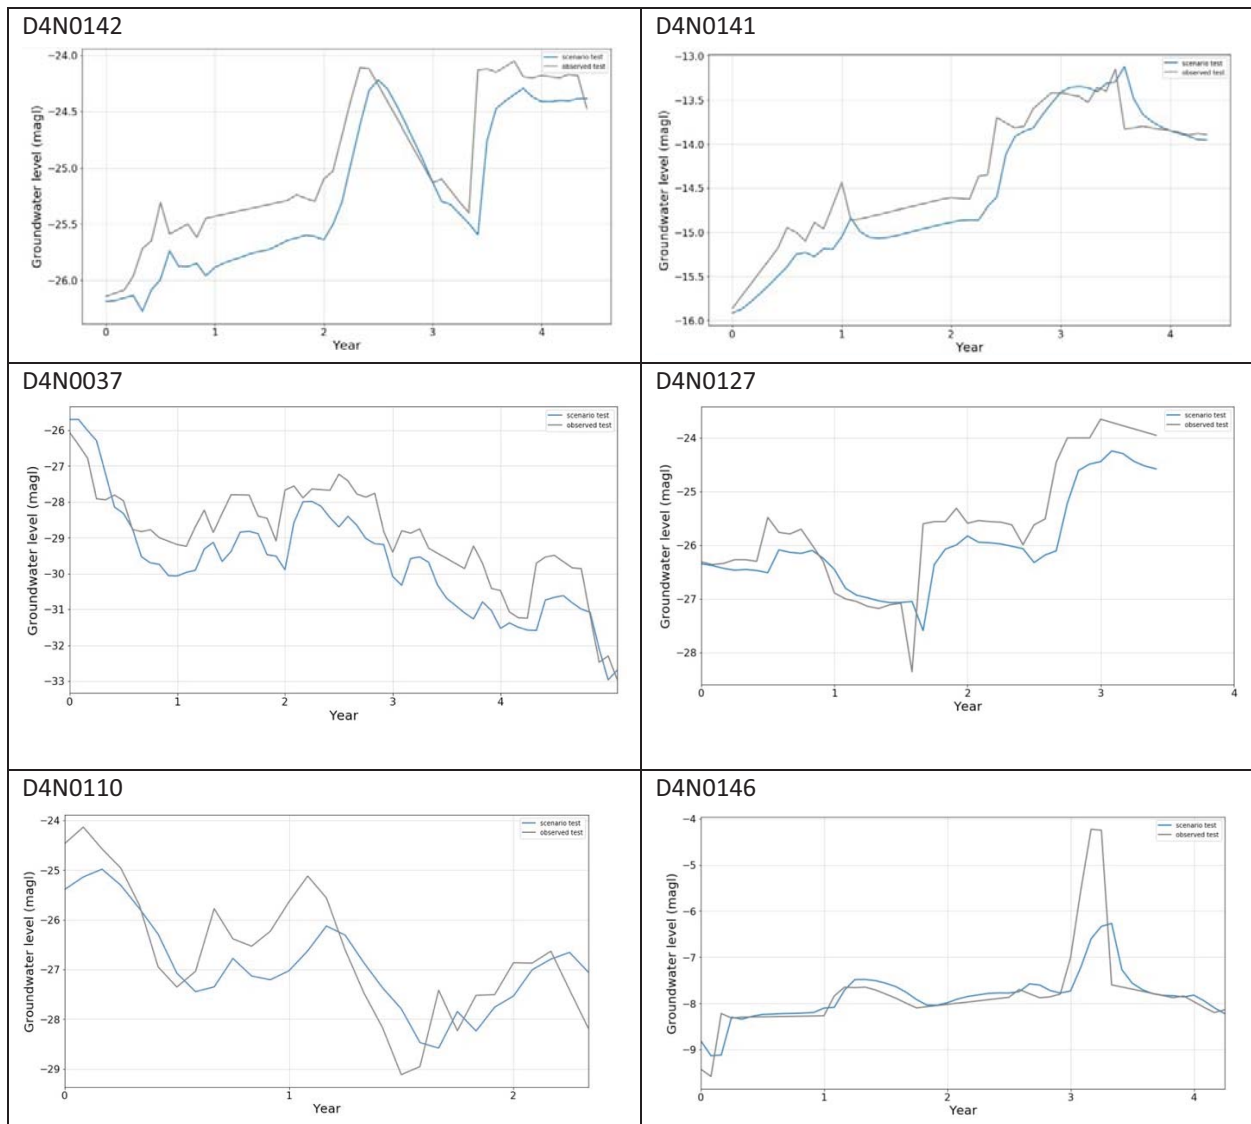 D4N0142
−24.0
−24.5
−25.0
−25.5
−26.0
Groundwater level (magl)
0 1 2 3 4
Year
scenario test
observed test
D4N0141
−13.0
−13.5
−14.0
−14.5
−15.0
−15.5
−16.0
Groundwater level (magl)
0 1 2 3 4
Year
scenario test
observed test
D4N0037
−26
−27
−28
−29
−30
−31
−32
−33
Groundwater level (magl)
0 1 2 3 4
Year
scenario test
observed test
D4N0127
−24
−25
−26
−27
−28
Groundwater level (magl)
0 1 2 3 4
Year
scenario test
observed test
D4N0110
−24
−25
−26
−27
−28
−29
Groundwater level (magl)
0 1 2
Year
scenario test
observed test
D4N0146
−4
−5
−6
−7
−8
−9
Groundwater level (magl)
0 1 2 3 4
Year
scenario test
observed test